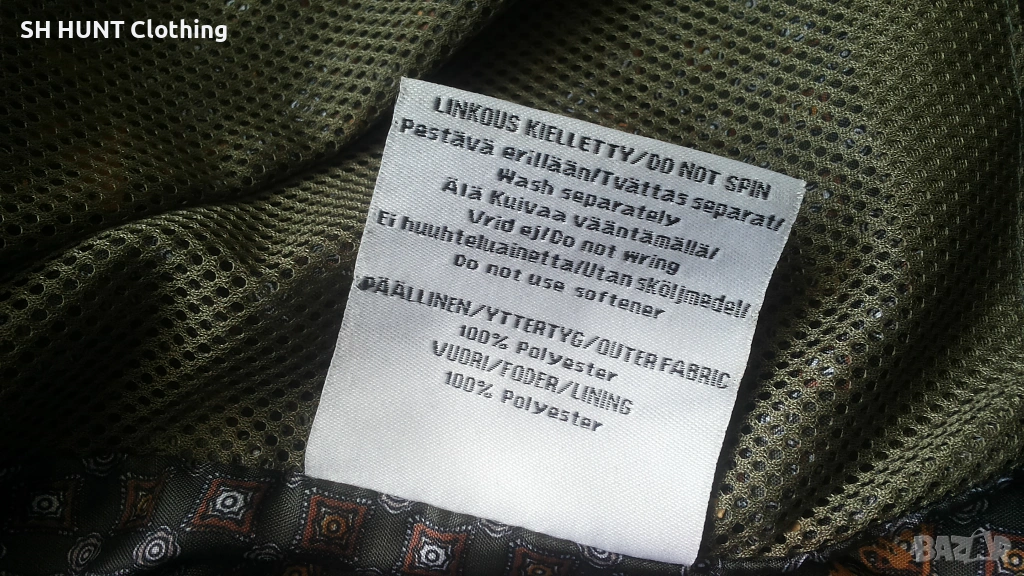 SH HUNT Clothing
LINKOUS KIELLETTY/DO NOT SPIN
Pestävä erillään/Tvättas separat/
Wash separately
Älä Kuivaa vääntämällä/
Vrid ej/Do not wring
Ei huuhteluainetta/Utan sköljmedel/
Do not use softener
PÄÄLLINEN/YTTERTYG/OUTER FABRIC
100% Polyester
VUORI/FODER/LINING
100% Polyester
BAZAR